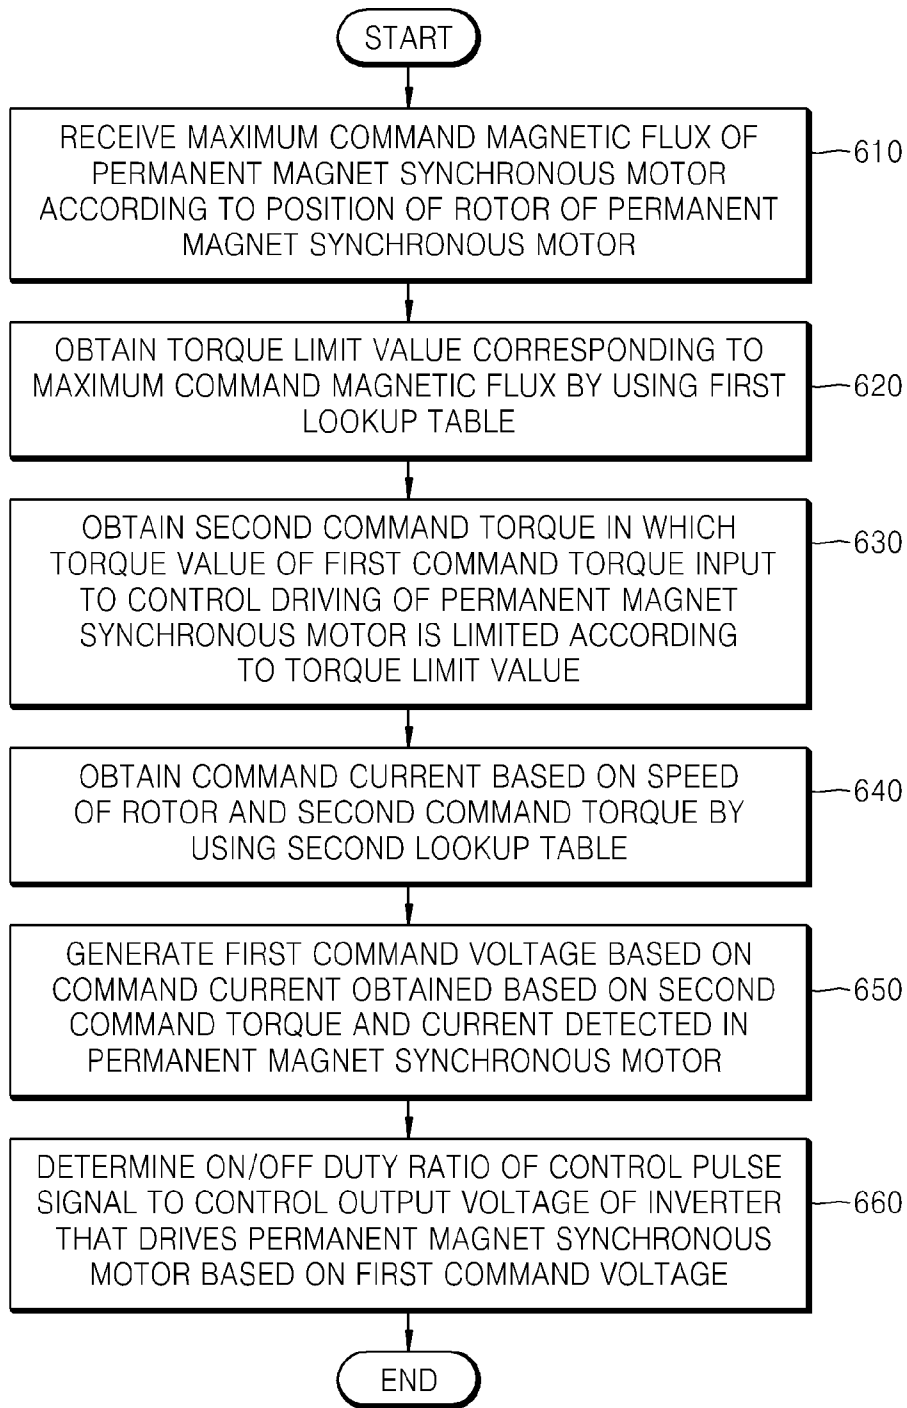 START
RECEIVE MAXIMUM COMMAND MAGNETIC FLUX OF
PERMANENT MAGNET SYNCHRONOUS MOTOR
ACCORDING TO POSITION OF ROTOR OF PERMANENT
MAGNET SYNCHRONOUS MOTOR
610
OBTAIN TORQUE LIMIT VALUE CORRESPONDING TO
MAXIMUM COMMAND MAGNETIC FLUX BY USING FIRST
LOOKUP TABLE
620
OBTAIN SECOND COMMAND TORQUE IN WHICH
TORQUE VALUE OF FIRST COMMAND TORQUE INPUT
TO CONTROL DRIVING OF PERMANENT MAGNET
SYNCHRONOUS MOTOR IS LIMITED ACCORDING
TO TORQUE LIMIT VALUE
630
OBTAIN COMMAND CURRENT BASED ON SPEED
OF ROTOR AND SECOND COMMAND TORQUE BY
USING SECOND LOOKUP TABLE
640
GENERATE FIRST COMMAND VOLTAGE BASED ON
COMMAND CURRENT OBTAINED BASED ON SECOND
COMMAND TORQUE AND CURRENT DETECTED IN
PERMANENT MAGNET SYNCHRONOUS MOTOR
650
DETERMINE ON/OFF DUTY RATIO OF CONTROL PULSE
SIGNAL TO CONTROL OUTPUT VOLTAGE OF INVERTER
THAT DRIVES PERMANENT MAGNET SYNCHRONOUS
MOTOR BASED ON FIRST COMMAND VOLTAGE
660
END